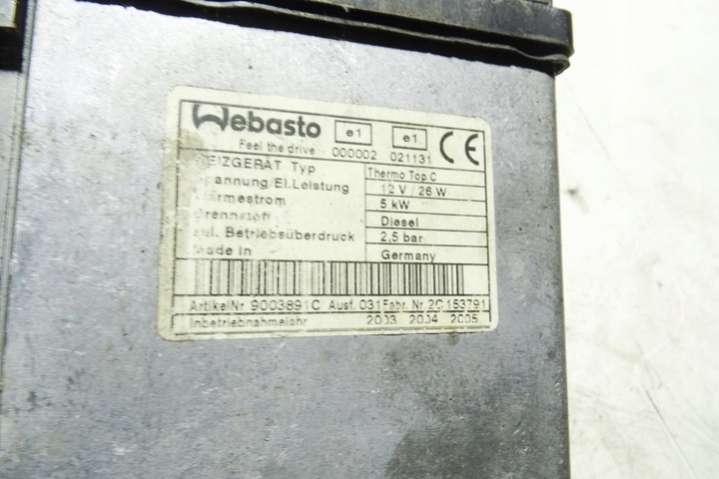 Webasto e1 e1 CE
Feel the drive 000002 021131
HEIZGERÄT Typ Thermo Top C
Spannung/El.Leistung 12 V / 26 W
Wärmestrom 5 kW
Brennstoff Diesel
zul. Betriebsüberdruck 2,5 bar
Made in Germany
ArtikelNr 9003891C Ausf. 031 Fabr. Nr. 2C153791
Inbetriebnahmejahr 2003 2004 2005